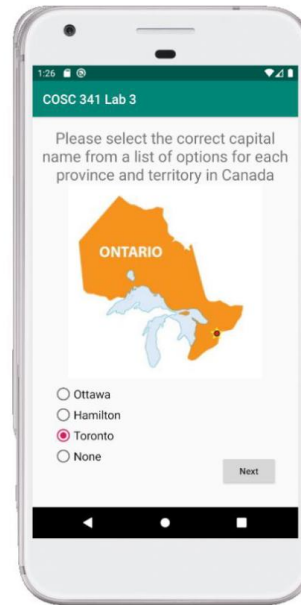 1:26
COSC 341 Lab 3
Please select the correct capital
name from a list of options for each
province and territory in Canada
ONTARIO
Ottawa
Hamilton
Toronto
None
Next